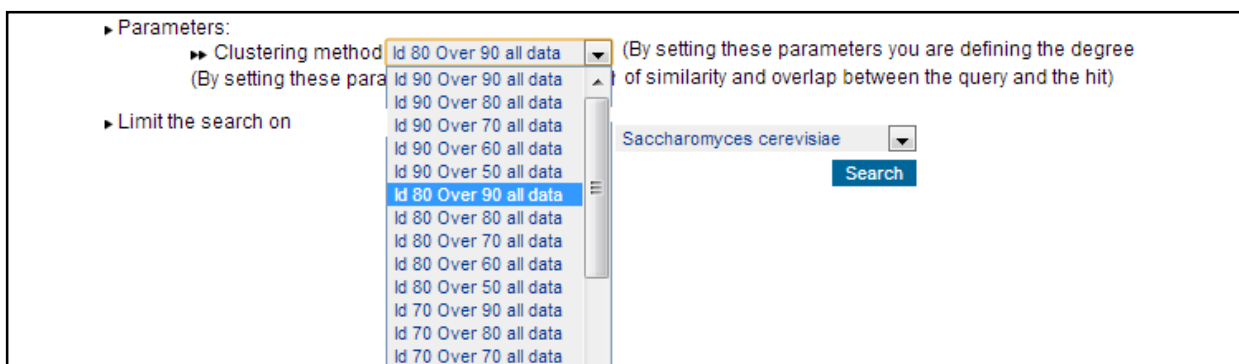 ▸ Parameters:
▸▸ Clustering method Id 80 Over 90 all data (By setting these parameters you are defining the degree
(By setting these para of similarity and overlap between the query and the hit)
Id 90 Over 90 all data
Id 90 Over 80 all data
Id 90 Over 70 all data
Id 90 Over 60 all data
Id 90 Over 50 all data
Id 80 Over 90 all data
Id 80 Over 80 all data
Id 80 Over 70 all data
Id 80 Over 60 all data
Id 80 Over 50 all data
Id 70 Over 90 all data
Id 70 Over 80 all data
Id 70 Over 70 all data
▸ Limit the search on
Saccharomyces cerevisiae
Search